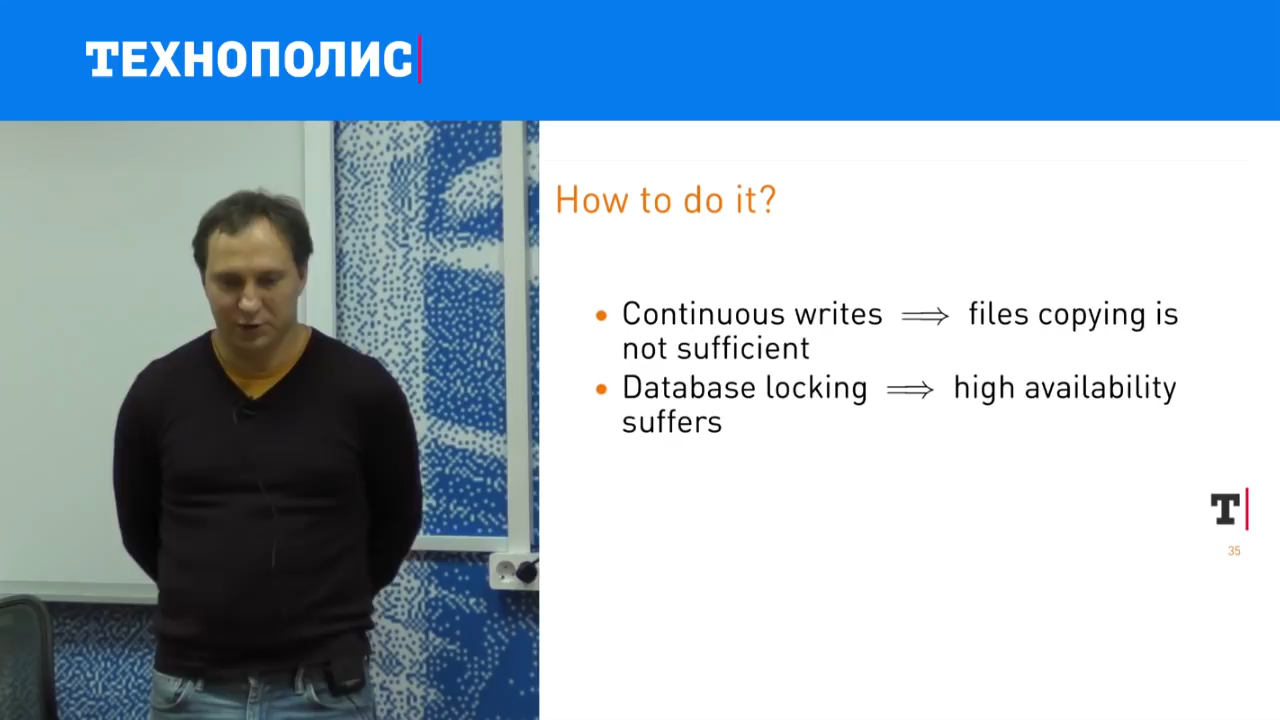 ТЕХНОПОЛИС
How to do it?
• Continuous writes ⟹ files copying is
not sufficient
• Database locking ⟹ high availability
suffers
T
35